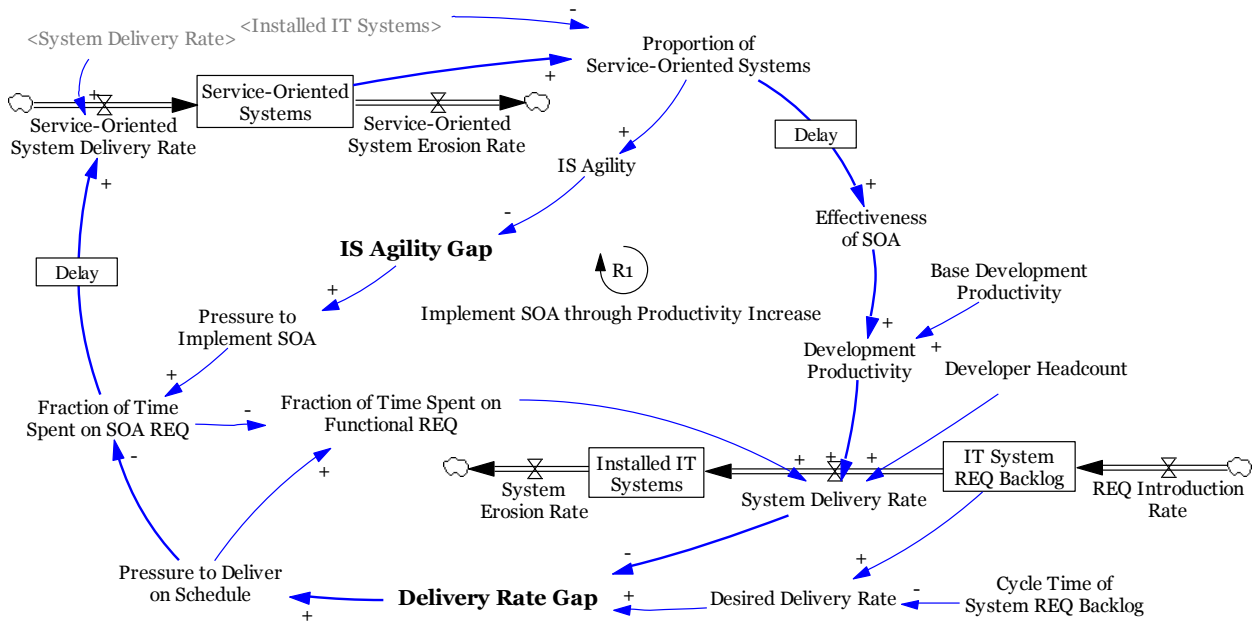 <Installed IT Systems>
-
<System Delivery Rate>
Proportion of
Service-Oriented Systems
+
+
Service-Oriented
Systems
Service-Oriented
System Delivery Rate
Service-Oriented
System Erosion Rate
+
Delay
IS Agility
+
+
-
Effectiveness
of SOA
IS Agility Gap
Delay
R1
Base Development
Productivity
+
Implement SOA through Productivity Increase
Pressure to
Implement SOA
+
+
Development
Productivity
Developer Headcount
+
Fraction of Time
Spent on SOA REQ
-
Fraction of Time Spent on
Functional REQ
-
+
+
+
+
Installed IT
Systems
IT System
REQ Backlog
System
Erosion Rate
System Delivery Rate
REQ Introduction
Rate
-
+
Pressure to Deliver
on Schedule
+
Delivery Rate Gap
+
Desired Delivery Rate
-
Cycle Time of
System REQ Backlog